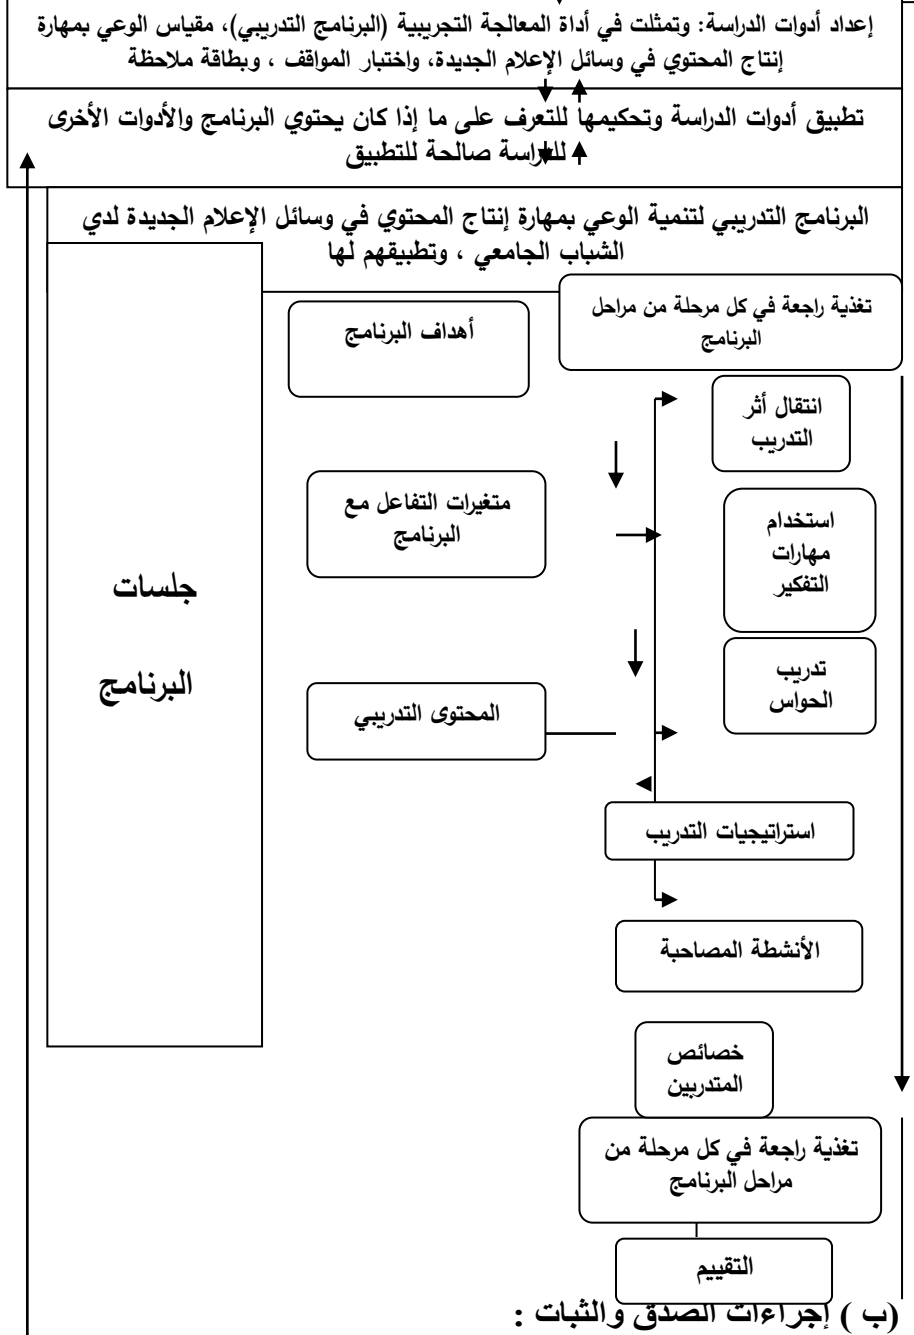 إعداد أدوات الدراسة: وتمثلت في أداة المعالجة التجريبية (البرنامج التدريبي)، مقياس الوعي بمهارة
إنتاج المحتوي في وسائل الإعلام الجديدة، واختبار المواقف ، وبطاقة ملاحظة
تطبيق أدوات الدراسة وتحكيمها للتعرف على ما إذا كان يحتوي البرنامج والأدوات الأخرى
للدراسة صالحة للتطبيق
البرنامج التدريبي لتنمية الوعي بمهارة إنتاج المحتوي في وسائل الإعلام الجديدة لدي
الشباب الجامعي ، وتطبيقهم لها
تغذية راجعة في كل مرحلة من مراحل
البرنامج
أهداف البرنامج
انتقال أثر
التدريب
متغيرات التفاعل مع
البرنامج
استخدام
مهارات
التفكير
جلسات
البرنامج
تدريب
الحواس
المحتوى التدريبي
استراتيجيات التدريب
الأنشطة المصاحبة
خصائص
المتدربين
تغذية راجعة في كل مرحلة من
مراحل البرنامج
التقييم
(ب ) إجراءات الصدق والثبات :